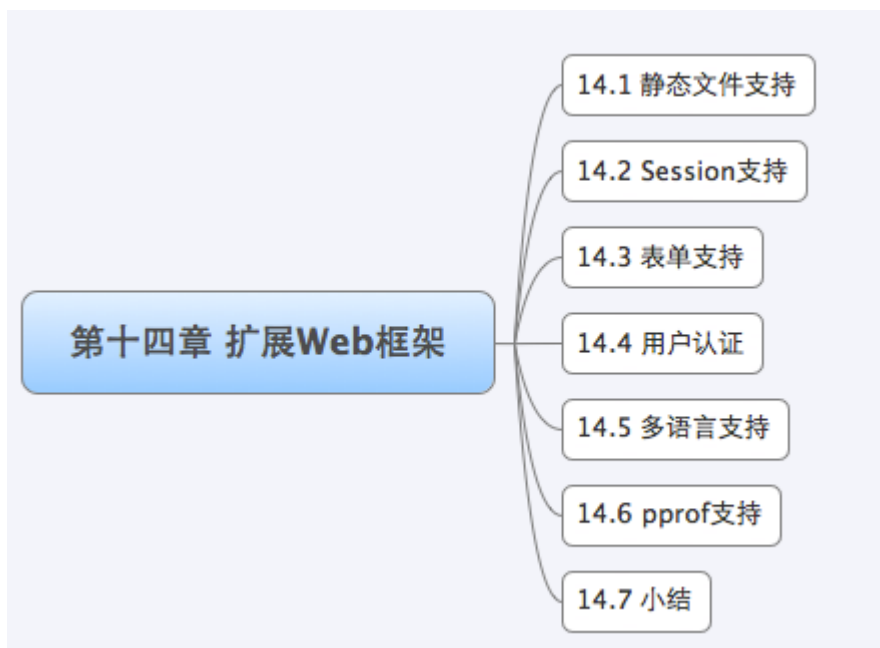 14.1 静态文件支持
14.2 Session支持
14.3 表单支持
第十四章 扩展Web框架
14.4 用户认证
14.5 多语言支持
14.6 pprof支持
14.7 小结